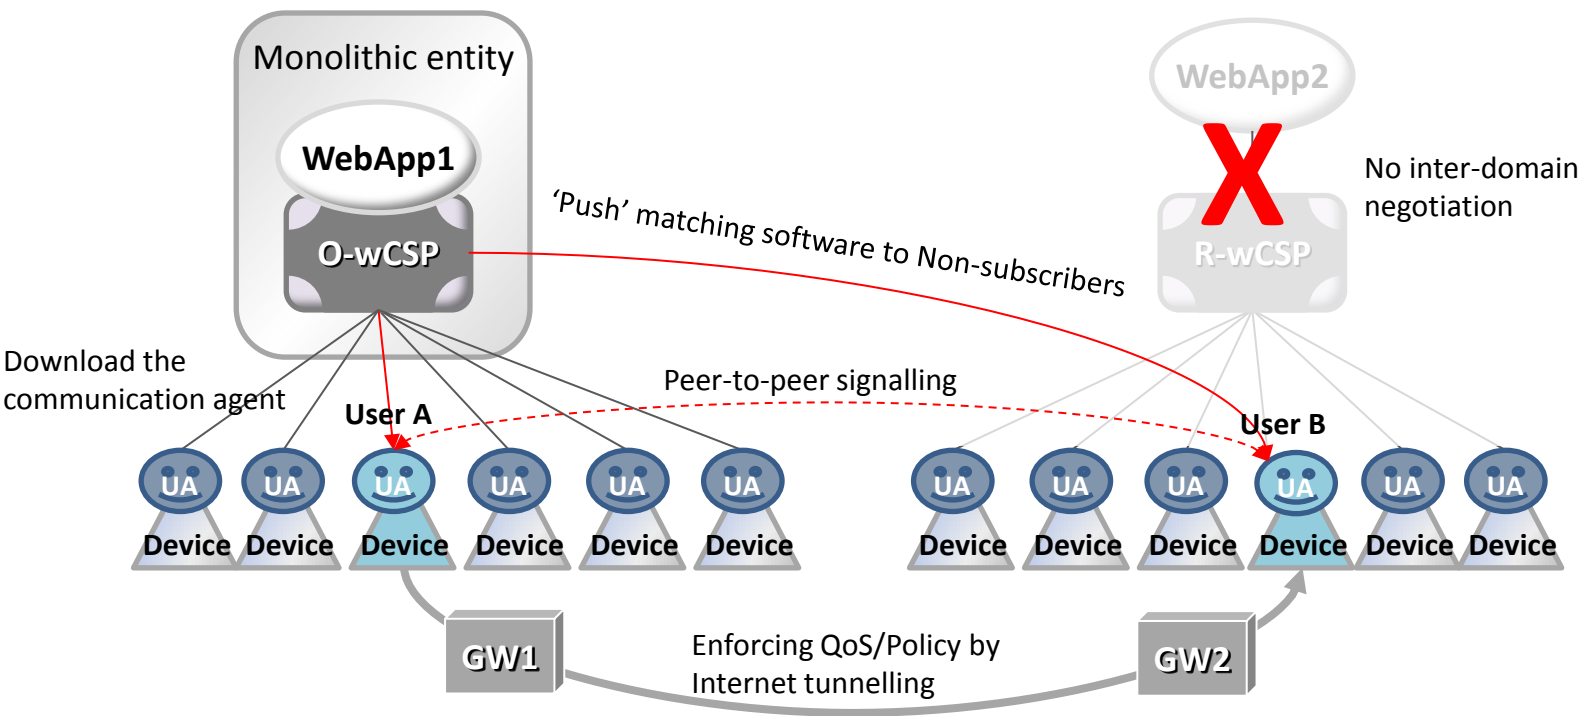 Monolithic entity
WebApp1
O-wCSP
WebApp2
X
R-wCSP
No inter-domain
negotiation
‘Push’ matching software to Non-subscribers
Download the
communication agent
Peer-to-peer signalling
User A
User B
UA UA UA UA UA UA
UA UA UA UA UA UA
Device Device Device Device Device Device
Device Device Device Device Device Device
GW1
Enforcing QoS/Policy by
Internet tunnelling
GW2